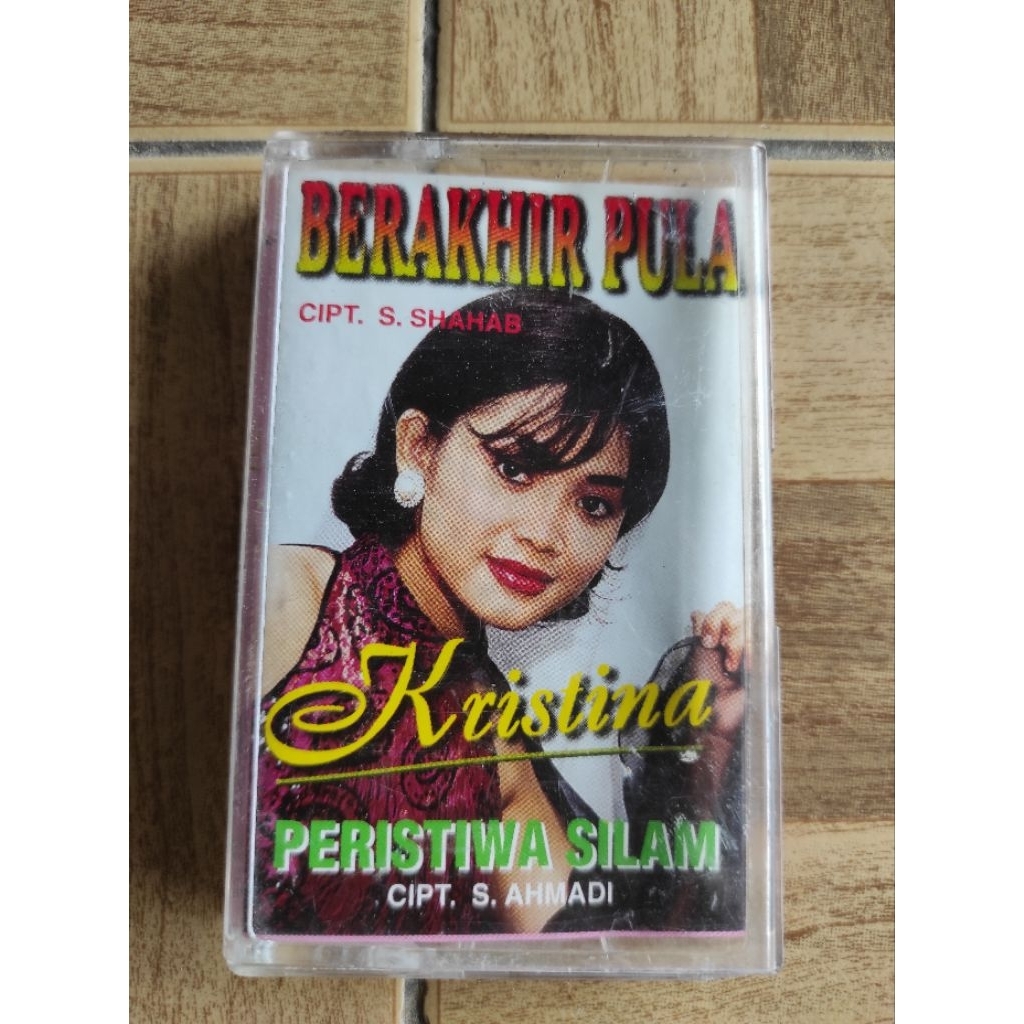 BERAKHIR PULA
CIPT. S. SHAHAB
Kristina
PERISTIWA SILAM
CIPT. S. AHMADI